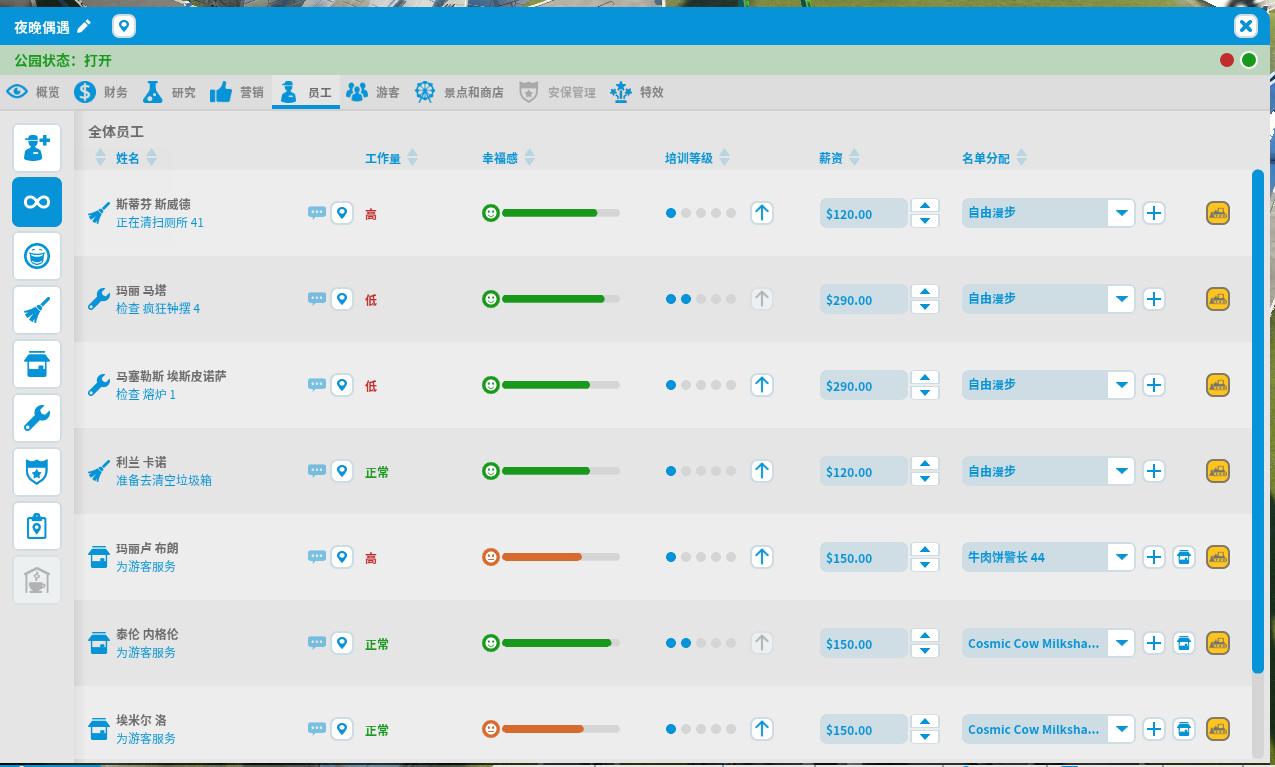 夜晚偶遇
公园状态：打开
概览 财务 研究 营销 员工 游客 景点和商店 安保管理 特效
全体员工
姓名 工作量 幸福感 培训等级 薪资 名单分配
斯蒂芬 斯威德
正在清扫厕所 41
高 $120.00 自由漫步
玛丽 马塔
检查 疯狂钟摆 4
低 $290.00 自由漫步
马塞勒斯 埃斯皮诺萨
检查 熔炉 1
低 $290.00 自由漫步
利兰 卡诺
准备去清空垃圾箱
正常 $120.00 自由漫步
玛丽卢 布朗
为游客服务
高 $150.00 牛肉饼警长 44
泰伦 内格伦
为游客服务
正常 $150.00 Cosmic Cow Milksha...
埃米尔 洛
为游客服务
正常 $150.00 Cosmic Cow Milksha...